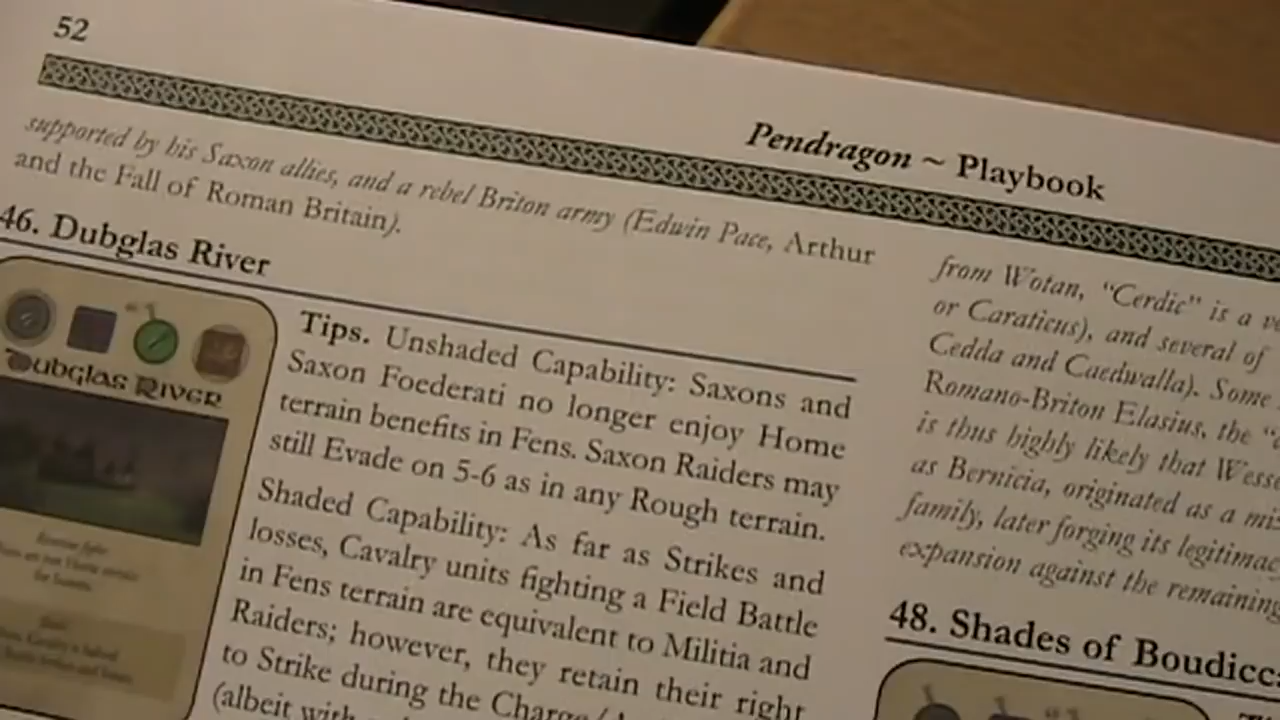 52
Pendragon ~ Playbook
supported by his Saxon allies, and a rebel Briton army (Edwin Pace, Arthur
and the Fall of Roman Britain).
46. Dubglas River
Dubglas River
Tips. Unshaded Capability: Saxons and
Saxon Foederati no longer enjoy Home
terrain benefits in Fens. Saxon Raiders may
still Evade on 5-6 as in any Rough terrain.
Shaded Capability: As far as Strikes and
losses, Cavalry units fighting a Field Battle
in Fens terrain are equivalent to Militia and
Raiders; however, they retain their right
to Strike during the
(albeit with
from Wotan, “Cerdic” is a
or Caraticus), and several of
Cedda and Caedwalla). Some
Romano-Briton Elasius, the
is thus highly likely that
as Bernicia, originated as a
family, later forging its
expansion against the remaining
48. Shades of